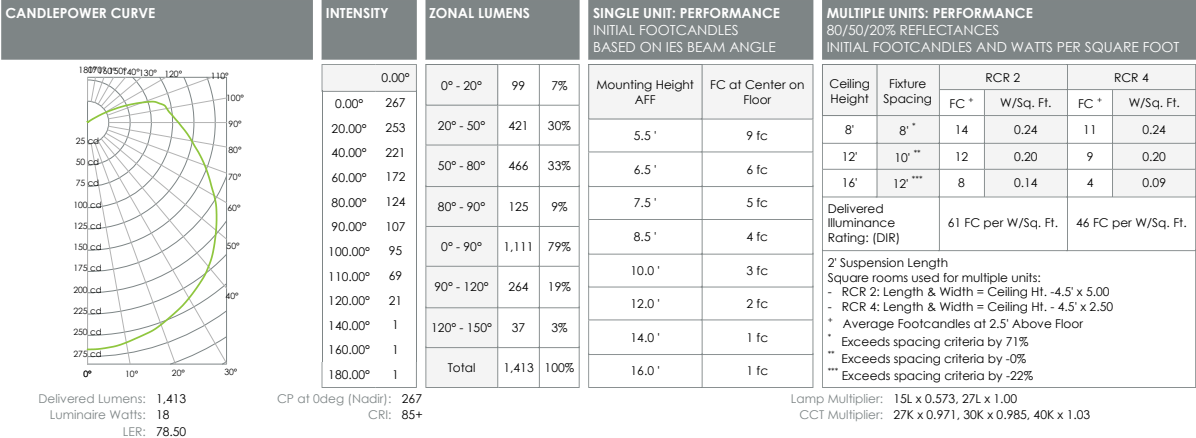 CANDLEPOWER CURVE
180°170°160°150°140°130° 120° 110°
100°
90°
80°
70°
60°
50°
40°
25 cd
50 cd
75 cd
100 cd
125 cd
150 cd
175 cd
200 cd
225 cd
250 cd
275 cd
0° 10° 20° 30°
Delivered Lumens: 1,413
Luminaire Watts: 18
LER: 78.50
INTENSITY
0.00°
0.00° 267
20.00° 253
40.00° 221
60.00° 172
80.00° 124
90.00° 107
100.00° 95
110.00° 69
120.00° 21
140.00° 1
160.00° 1
180.00° 1
CP at 0deg (Nadir): 267
CRI: 85+
ZONAL LUMENS
0° - 20° 99 7%
20° - 50° 421 30%
50° - 80° 466 33%
80° - 90° 125 9%
0° - 90° 1,111 79%
90° - 120° 264 19%
120° - 150° 37 3%
Total 1,413 100%
SINGLE UNIT: PERFORMANCE
INITIAL FOOTCANDLES
BASED ON IES BEAM ANGLE
Mounting Height AFF FC at Center on Floor
5.5 ' 9 fc
6.5 ' 6 fc
7.5 ' 5 fc
8.5 ' 4 fc
10.0 ' 3 fc
12.0 ' 2 fc
14.0 ' 1 fc
16.0 ' 1 fc
MULTIPLE UNITS: PERFORMANCE
80/50/20% REFLECTANCES
INITIAL FOOTCANDLES AND WATTS PER SQUARE FOOT
Ceiling Height Fixture Spacing RCR 2 RCR 4
FC + W/Sq. Ft. FC + W/Sq. Ft.
8' 8' * 14 0.24 11 0.24
12' 10' ** 12 0.20 9 0.20
16' 12' *** 8 0.14 4 0.09
Delivered Illuminance Rating: (DIR) 61 FC per W/Sq. Ft. 46 FC per W/Sq. Ft.
2' Suspension Length
Square rooms used for multiple units:
- RCR 2: Length & Width = Ceiling Ht. -4.5' x 5.00
- RCR 4: Length & Width = Ceiling Ht. - 4.5' x 2.50
+ Average Footcandles at 2.5' Above Floor
* Exceeds spacing criteria by 71%
** Exceeds spacing criteria by -0%
*** Exceeds spacing criteria by -22%
Lamp Multiplier: 15L x 0.573, 27L x 1.00
CCT Multiplier: 27K x 0.971, 30K x 0.985, 40K x 1.03